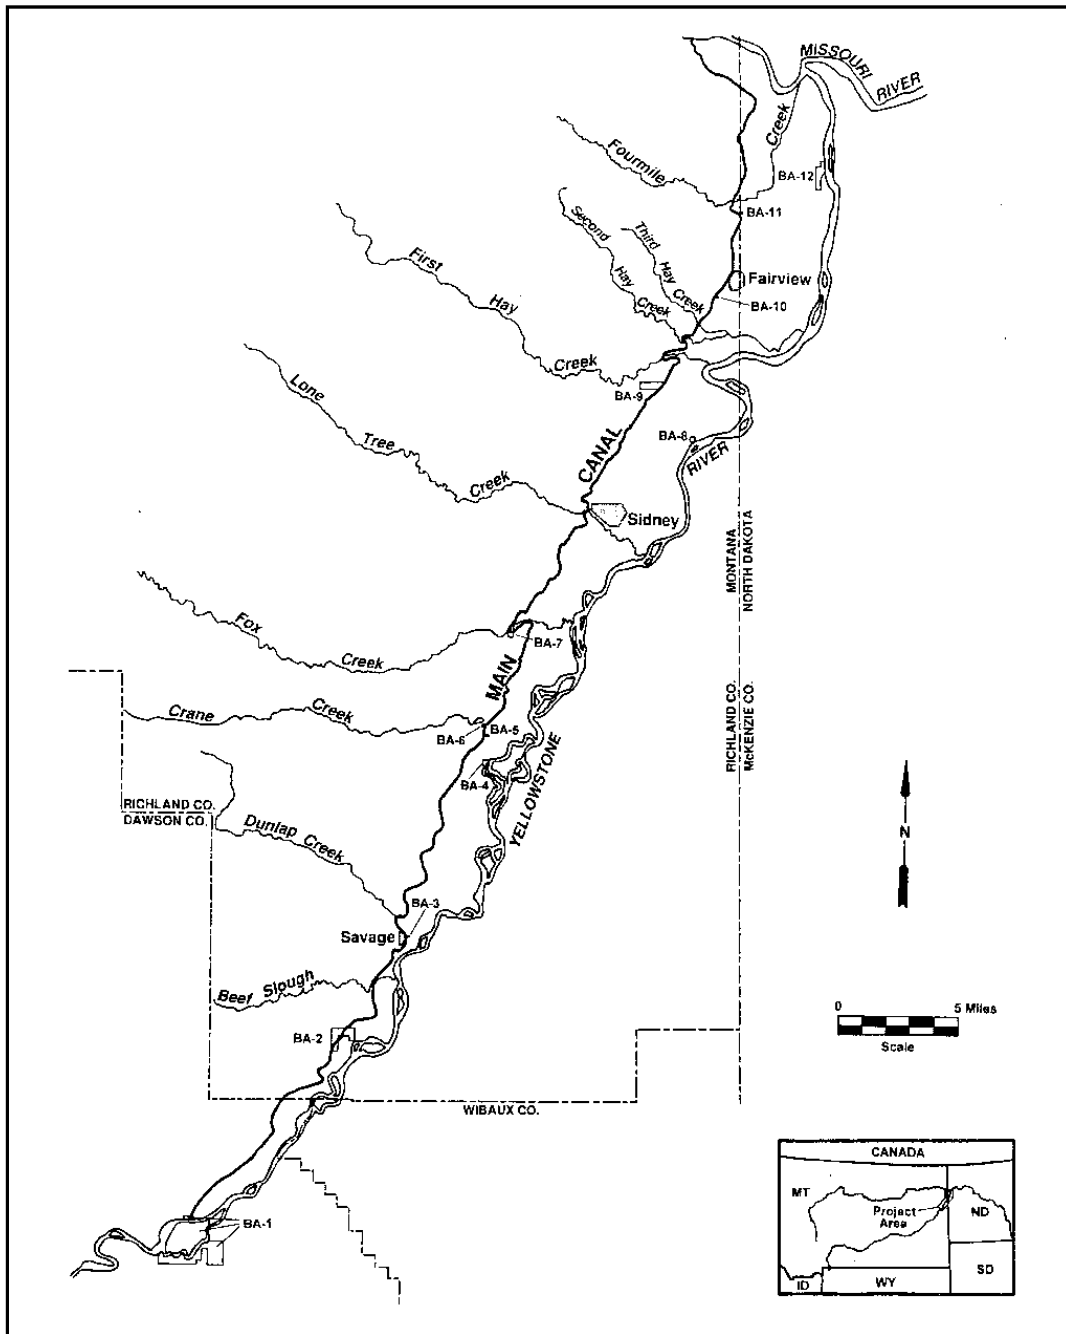 MISSOURI
RIVER
Creek
Fourmile
BA-12
BA-11
Second
Hay
Creek
Third
Hay
Creek
First
Hay
Creek
Fairview
BA-10
Lone
Tree
Creek
BA-9
BA-8
RIVER
CANAL
Sidney
MONTANA
NORTH DAKOTA
Fox
Creek
BA-7
MAIN
RICHLAND CO.
McKENZIE CO.
Crane
Creek
BA-6
BA-5
BA-4
YELLOWSTONE
RICHLAND CO.
DAWSON CO.
Dunlap Creek
N
BA-3
Savage
Beef Slough
BA-2
0
5 Miles
Scale
WIBAUX CO.
BA-1
CANADA
MT
Project
Area
ND
SD
ID
WY